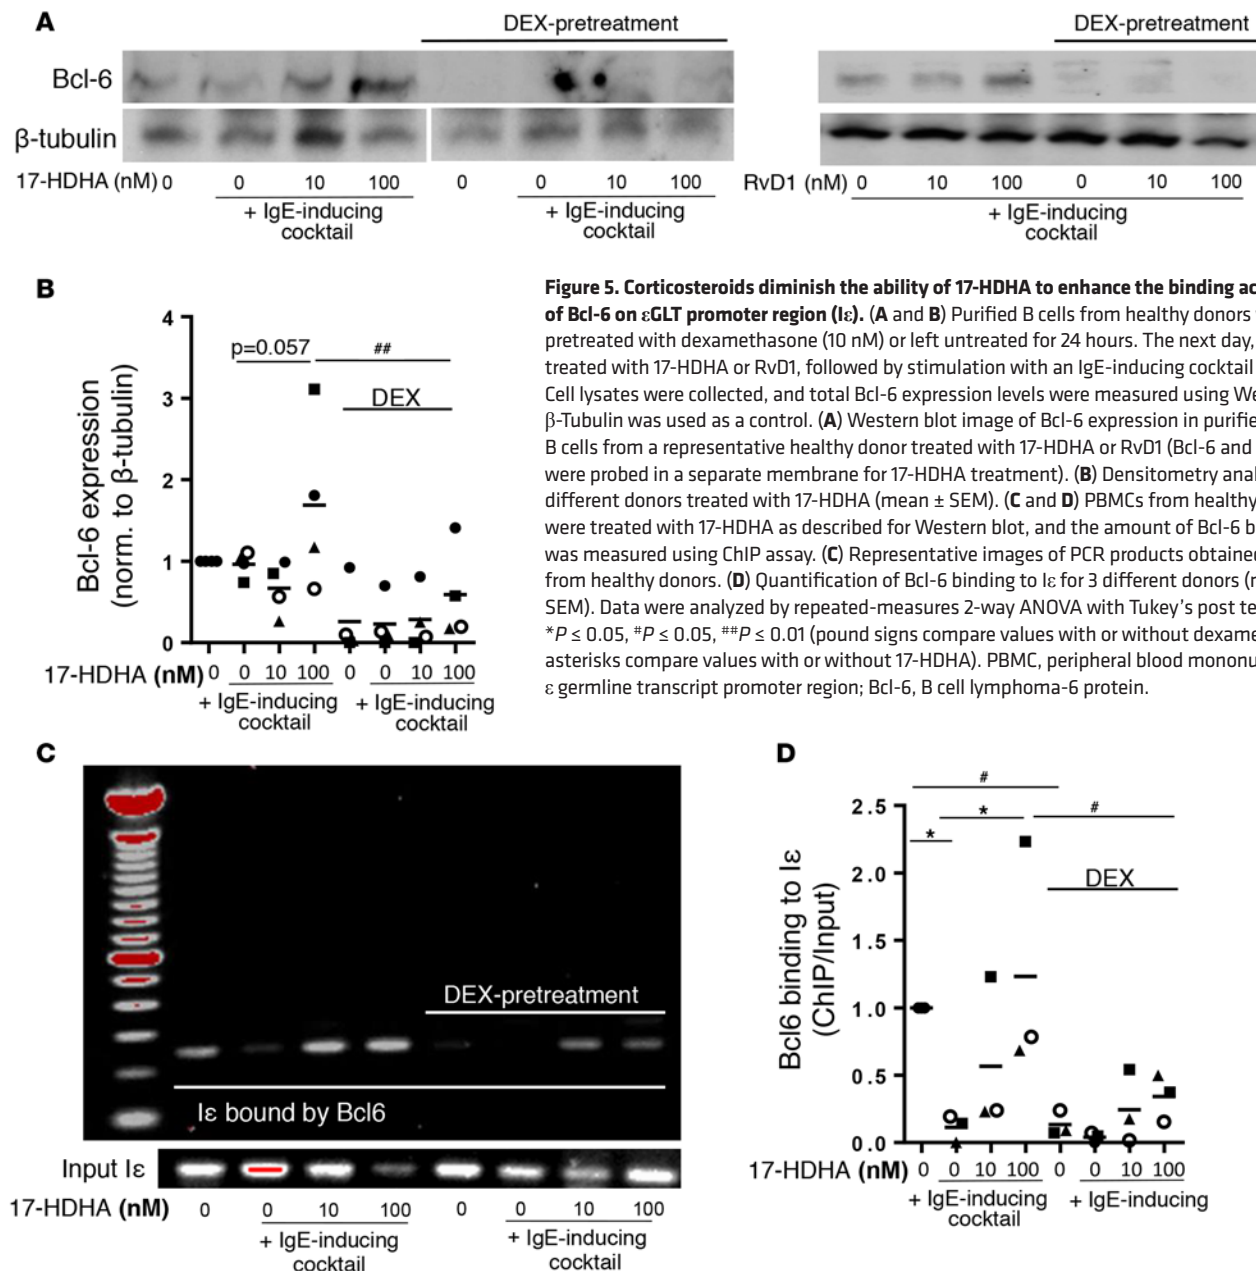 A
DEX-pretreatment
DEX-pretreatment
Bcl-6
β-tubulin
17-HDHA (nM) 0 0 10 100 0 0 10 100
+ IgE-inducing
cocktail
+ IgE-inducing
cocktail
RvD1 (nM) 0 10 100 0 10 100
+ IgE-inducing
cocktail
B
Bcl-6 expression
(norm. to β-tubulin)
4
3
2
1
0
p=0.057
##
DEX
17-HDHA (nM) 0 0 10 100 0 0 10 100
+ IgE-inducing
cocktail
+ IgE-inducing
cocktail
Figure 5. Corticosteroids diminish the ability of 17-HDHA to enhance the binding ac
of Bcl-6 on εGLT promoter region (Iε). (A and B) Purified B cells from healthy donors
pretreated with dexamethasone (10 nM) or left untreated for 24 hours. The next day,
treated with 17-HDHA or RvD1, followed by stimulation with an IgE-inducing cocktail
Cell lysates were collected, and total Bcl-6 expression levels were measured using We
β-Tubulin was used as a control. (A) Western blot image of Bcl-6 expression in purifie
B cells from a representative healthy donor treated with 17-HDHA or RvD1 (Bcl-6 and
were probed in a separate membrane for 17-HDHA treatment). (B) Densitometry anal
different donors treated with 17-HDHA (mean ± SEM). (C and D) PBMCs from healthy
were treated with 17-HDHA as described for Western blot, and the amount of Bcl-6 b
was measured using ChIP assay. (C) Representative images of PCR products obtained
from healthy donors. (D) Quantification of Bcl-6 binding to Iε for 3 different donors (m
SEM). Data were analyzed by repeated-measures 2-way ANOVA with Tukey's post te
*P ≤ 0.05, #P ≤ 0.05, ##P ≤ 0.01 (pound signs compare values with or without dexame
asterisks compare values with or without 17-HDHA). PBMC, peripheral blood mononu
ε germline transcript promoter region; Bcl-6, B cell lymphoma-6 protein.
C
DEX-pretreatment
Iε bound by Bcl6
Input Iε
17-HDHA (nM) 0 0 10 100 0 0 10 100
+ IgE-inducing
cocktail
+ IgE-inducing
cocktail
D
Bcl6 binding to Iε
(ChIP/Input)
2.5
2.0
1.5
1.0
0.5
0.0
#
*
*
#
DEX
17-HDHA (nM) 0 0 10 100 0 0 10 100
+ IgE-inducing
cocktail
+ IgE-inducing